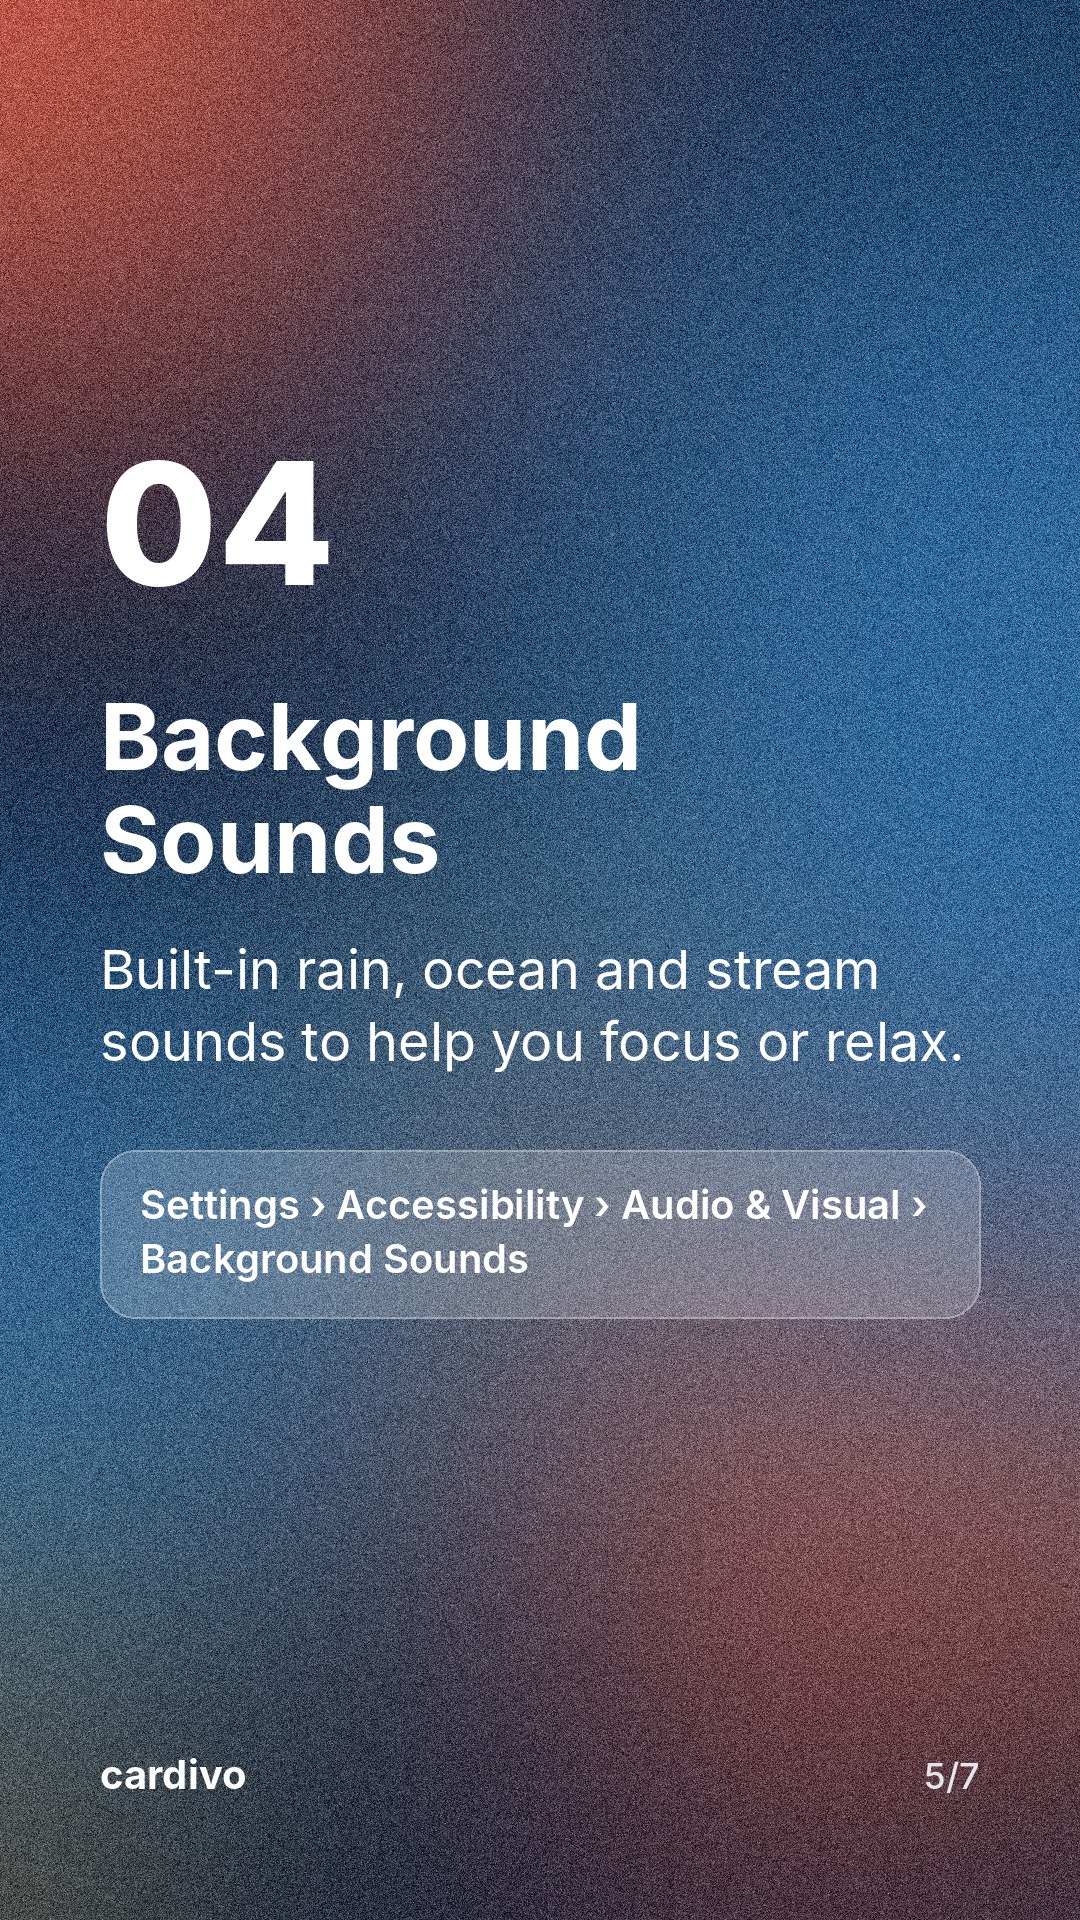 04
Background
Sounds
Built-in rain, ocean and stream
sounds to help you focus or relax.
Settings › Accessibility › Audio & Visual ›
Background Sounds
cardivo
5/7